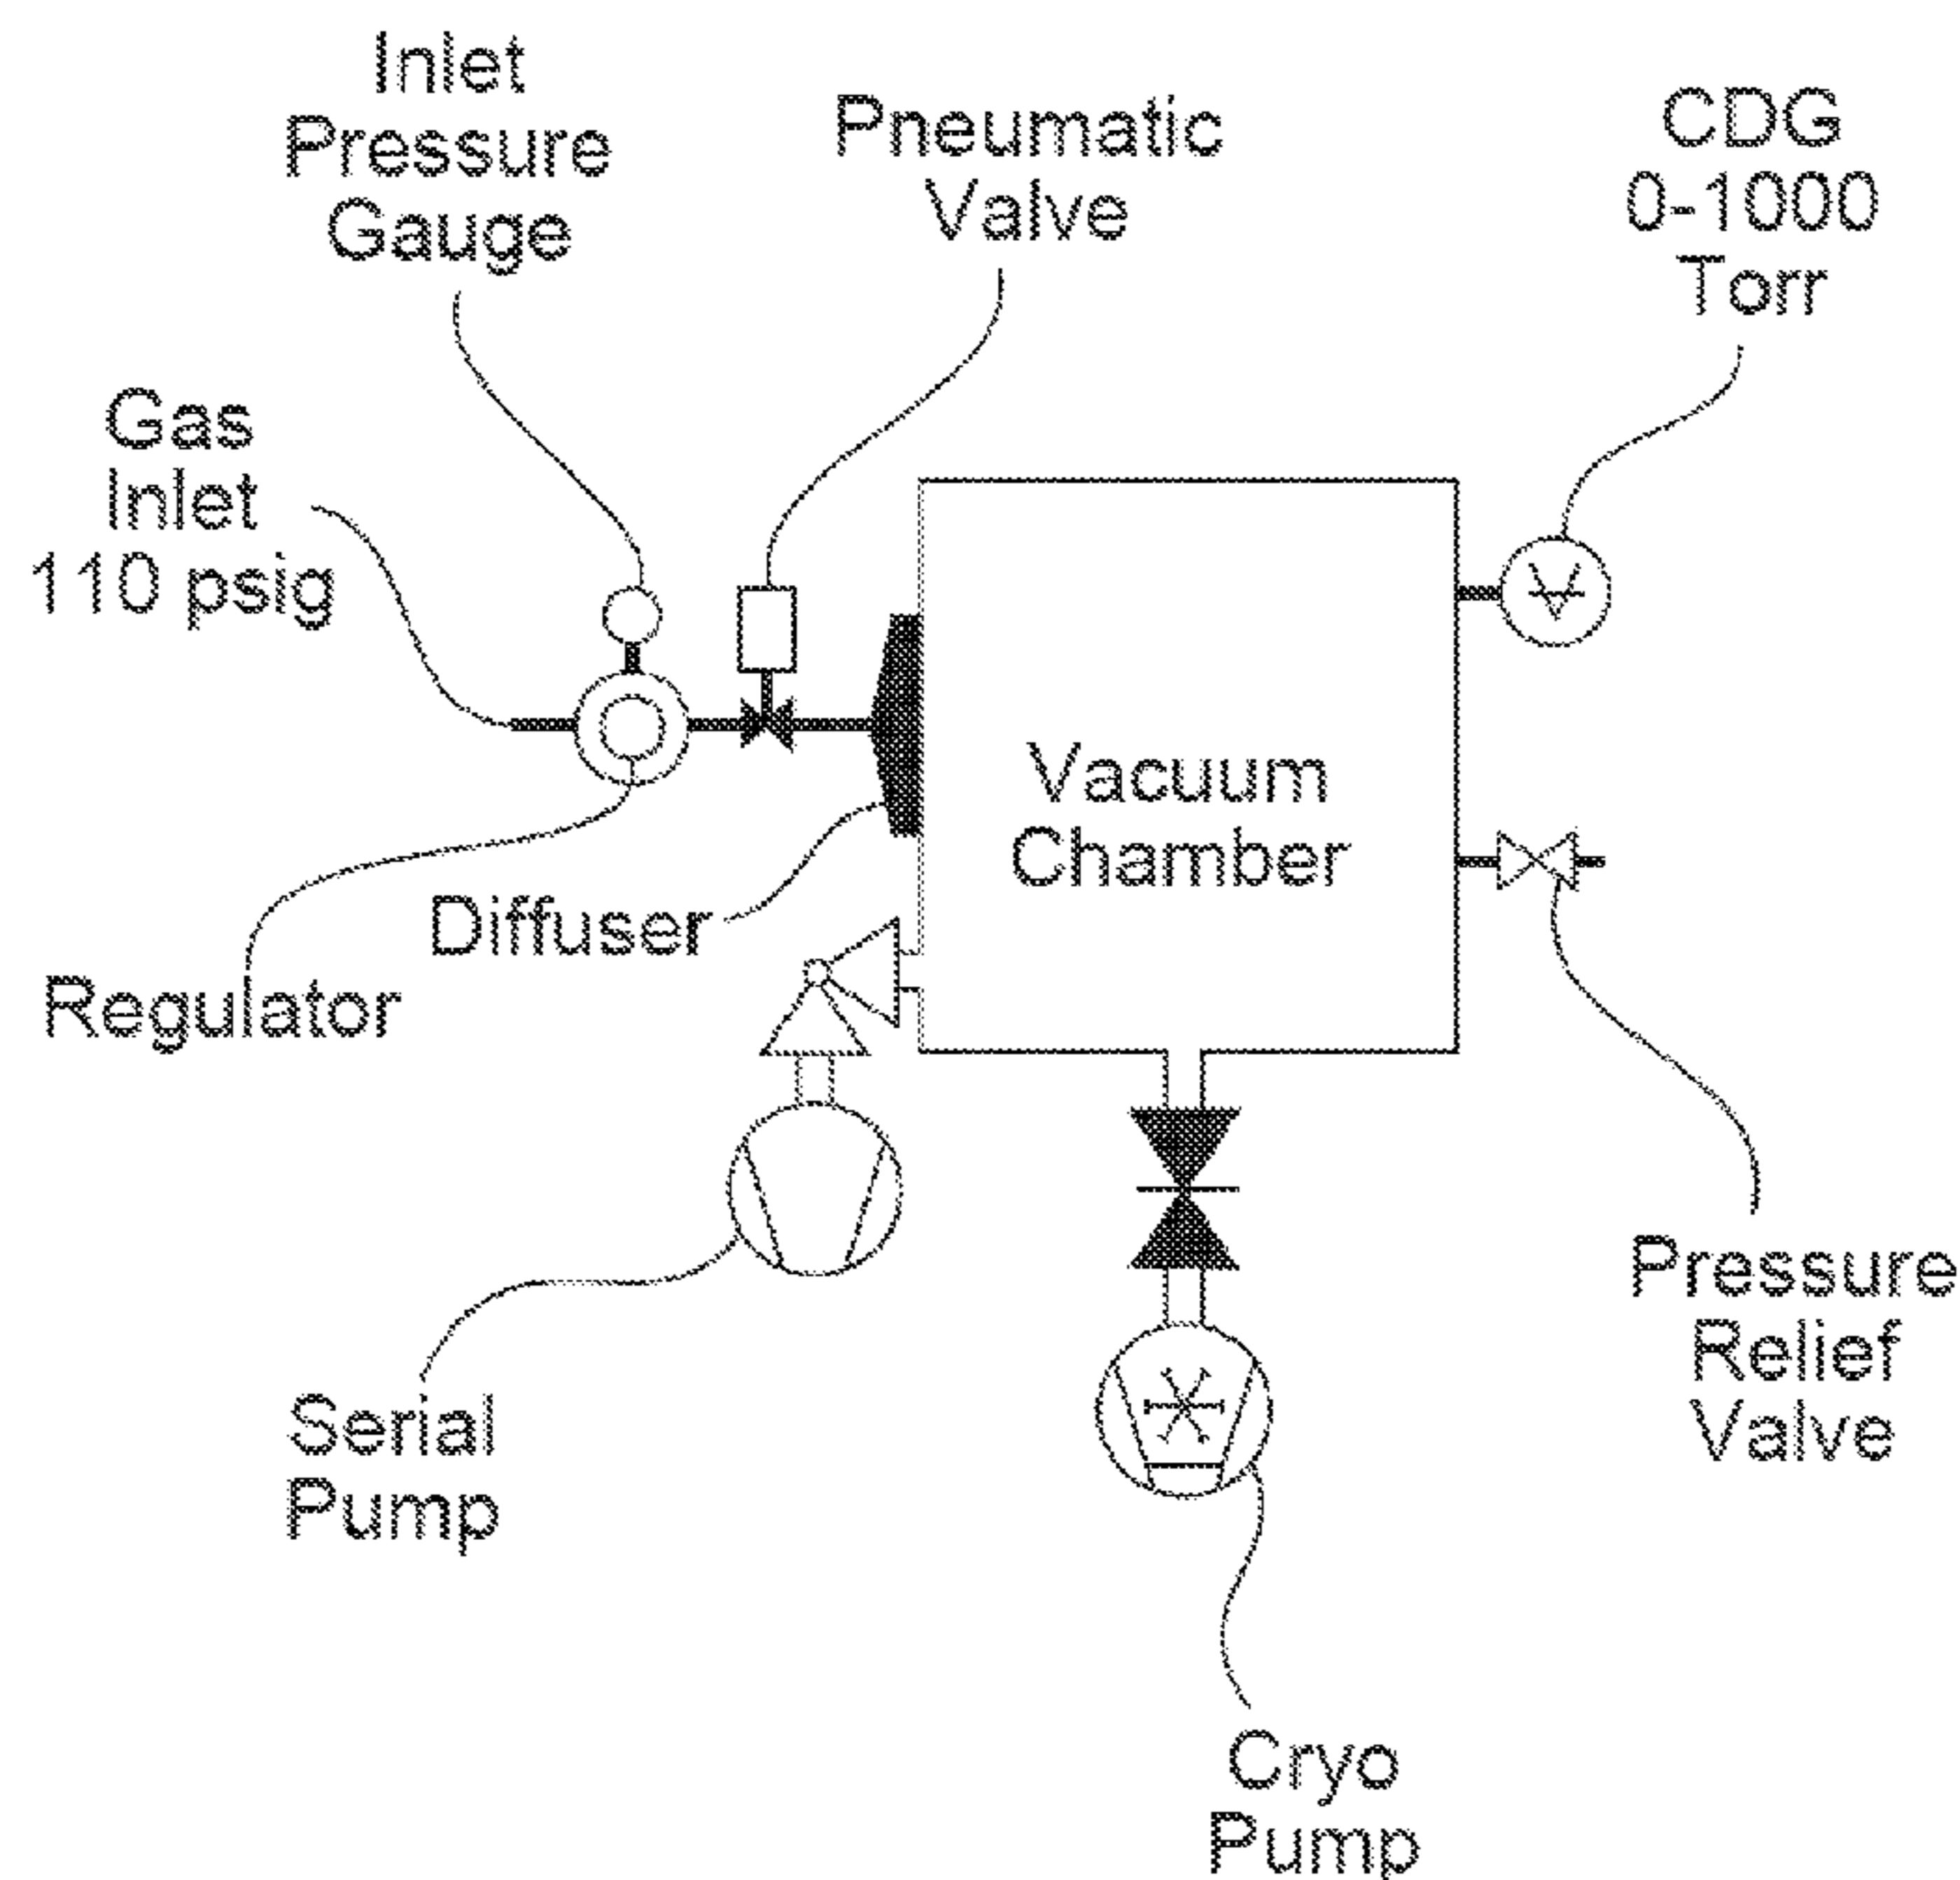 Inlet
Pressure
Gauge
Pneumatic
Valve
CDG
0-1000
Torr
Gas
Inlet
110 psig
Vacuum
Chamber
Diffuser
Regulator
Serial
Pump
Pressure
Relief
Valve
Cryo
Pump